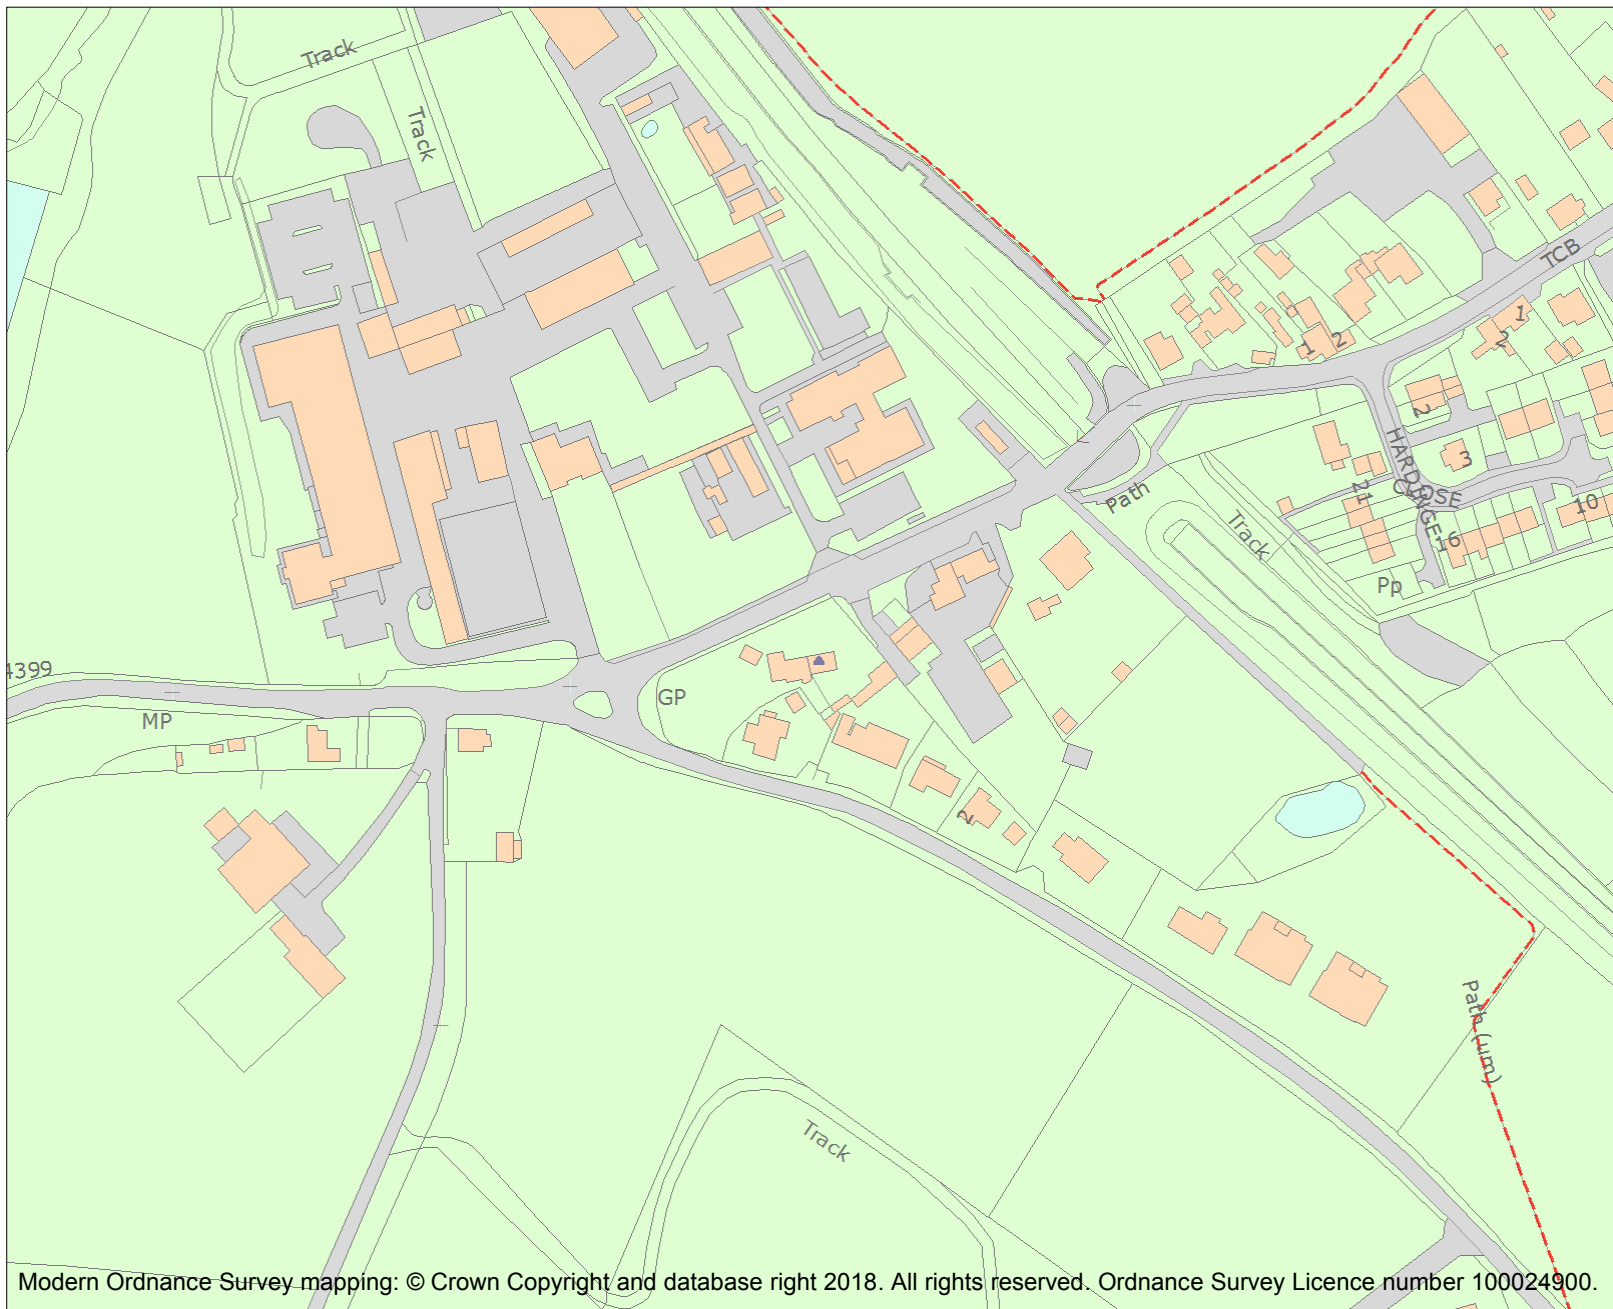 Track
Track
TCB
1
2
1
2
2
HARDINGE
CLOSE
3
21
10
16
Path
Track
Pp
4399
MP
GP
2
Path (um)
Track
Modern Ordnance Survey mapping: © Crown Copyright and database right 2018. All rights reserved. Ordnance Survey Licence number 100024900.